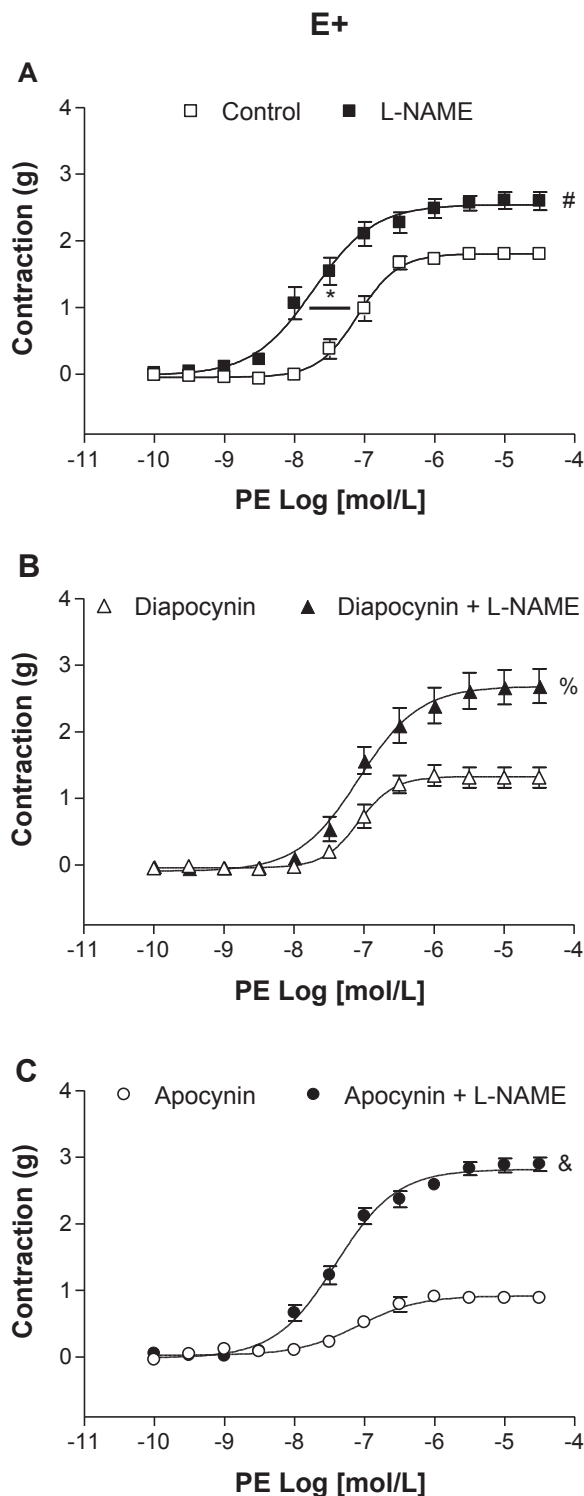 E+
A
Control L-NAME
4
3
2
1
0
Contraction (g)
#
*
-11 -10 -9 -8 -7 -6 -5 -4
PE Log [mol/L]
B
Diapocynin Diapocynin + L-NAME
4
3
2
1
0
Contraction (g)
%
-11 -10 -9 -8 -7 -6 -5 -4
PE Log [mol/L]
C
Apocynin Apocynin + L-NAME
4
3
2
1
0
Contraction (g)
&
-11 -10 -9 -8 -7 -6 -5 -4
PE Log [mol/L]